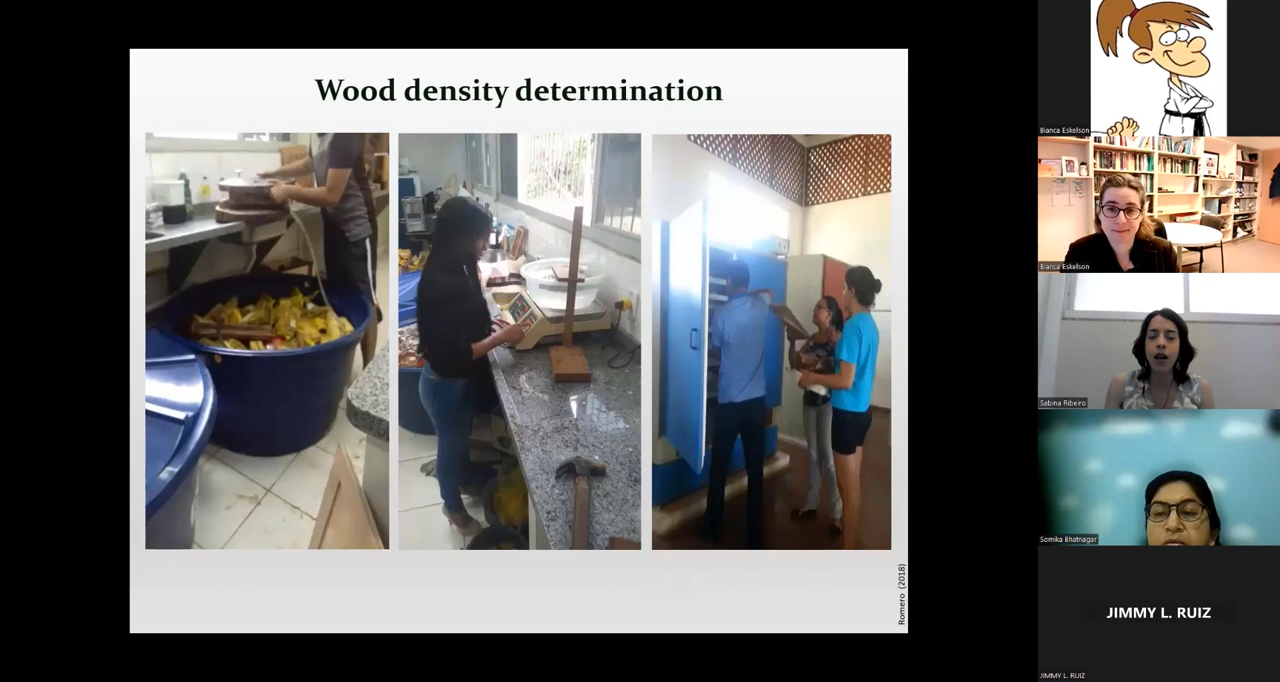 Wood density determination
Romero (2018)
Bianca Eskelson
Bianca Eskelson
Sabina Ribeiro
Somika Bhatnagar
JIMMY L. RUIZ
JIMMY L. RUIZ